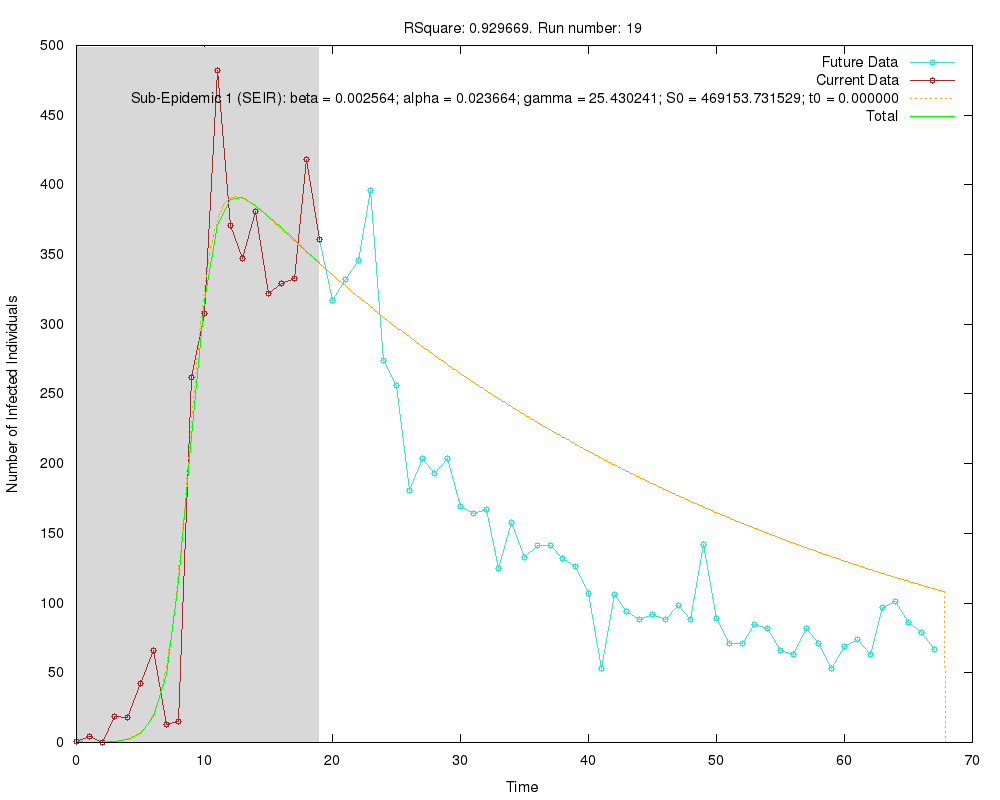 RSquare: 0.929669. Run number: 19
Future Data
Current Data
Sub-Epidemic 1 (SEIR): beta = 0.002564; alpha = 0.023664; gamma = 25.430241; S0 = 469153.731529; t0 = 0.000000
Total
500
450
400
350
300
250
200
150
100
50
0
Number of Infected Individuals
0 10 20 30 40 50 60 70
Time